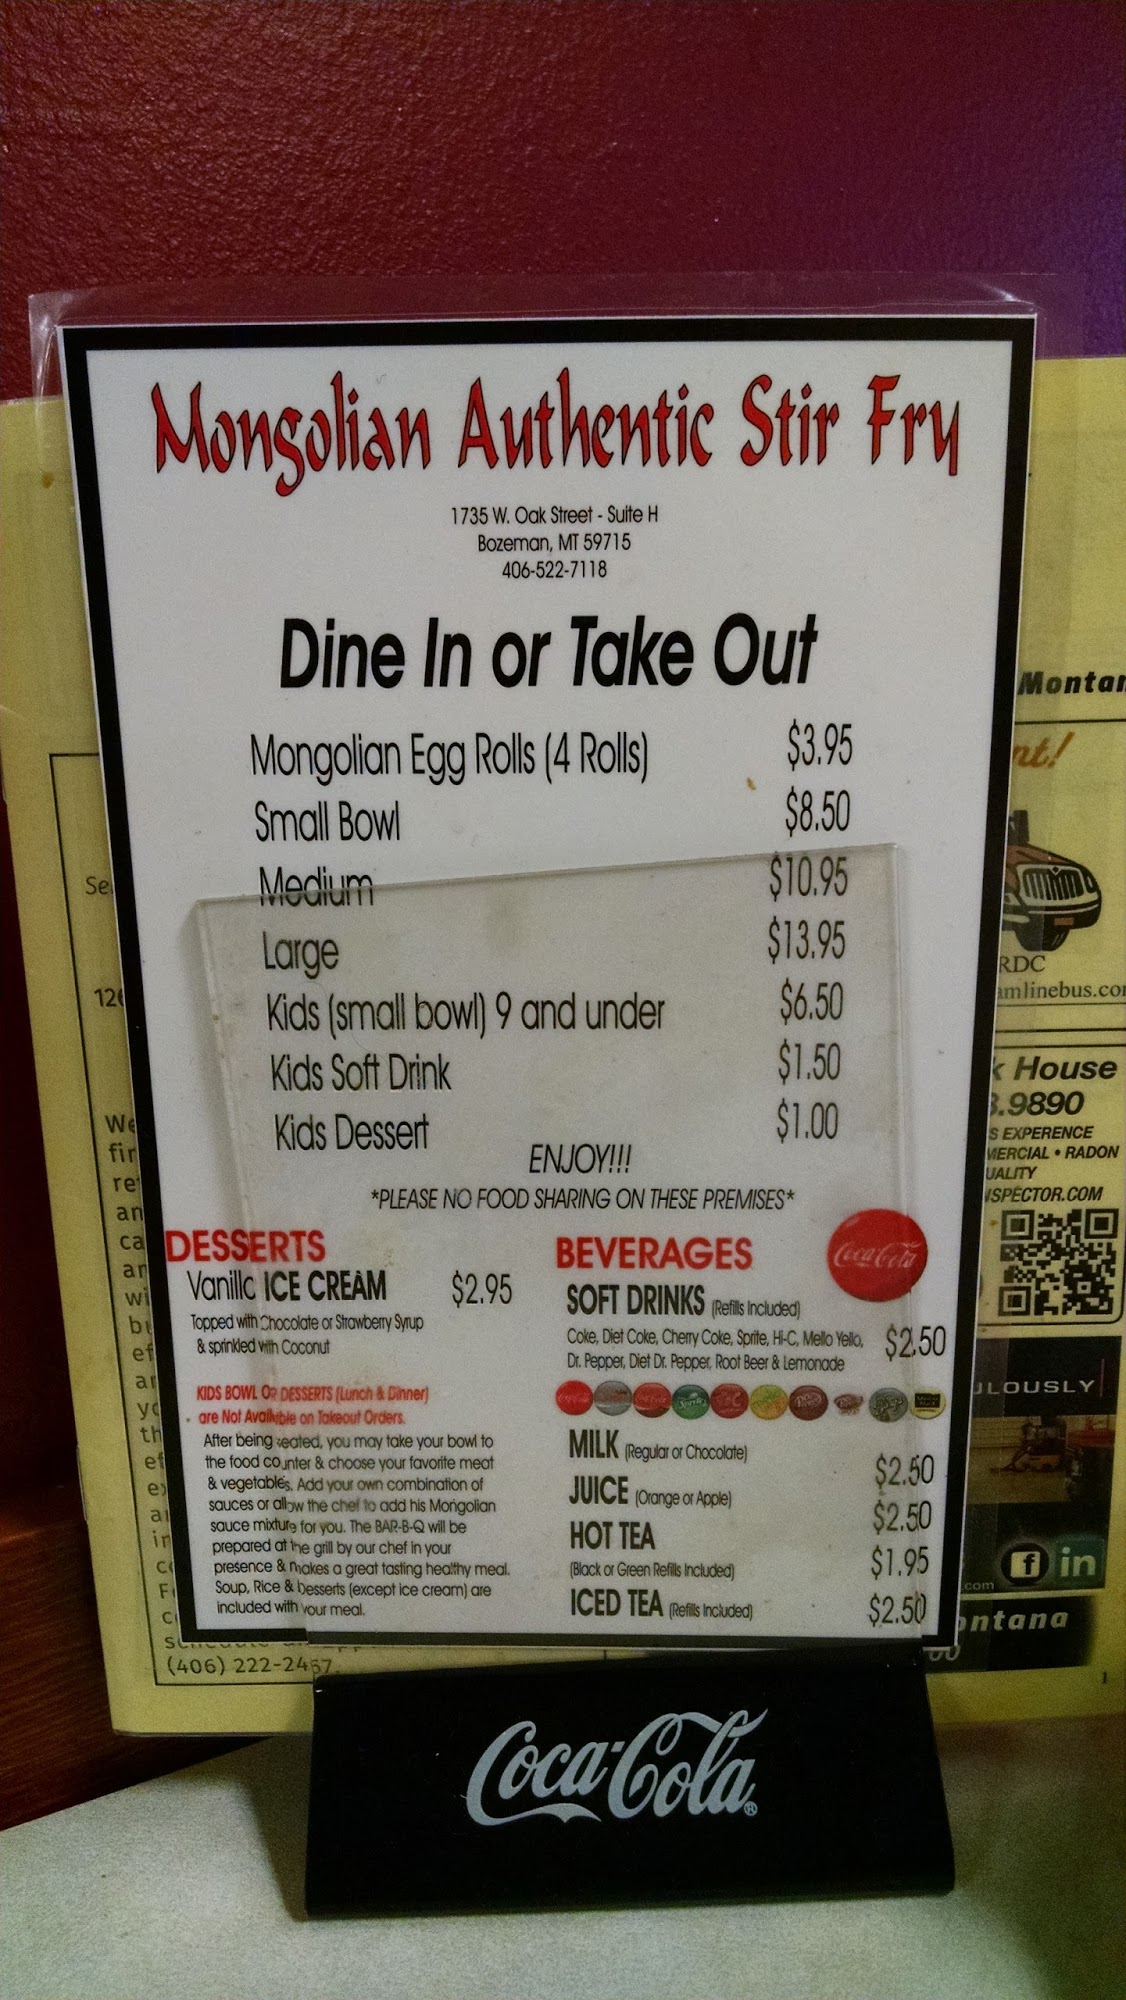 Mongolian Authentic Stir Fry
1735 W. Oak Street - Suite H
Bozeman, MT 59715
406-522-7118
Dine In or Take Out
Mongolian Egg Rolls (4 Rolls) $3.95
Small Bowl $8.50
Medium $10.95
Large $13.95
Kids (small bowl) 9 and under $6.50
Kids Soft Drink $1.50
Kids Dessert $1.00
ENJOY!!!
*PLEASE NO FOOD SHARING ON THESE PREMISES*
DESSERTS
Vanilla ICE CREAM $2.95
Topped with Chocolate or Strawberry Syrup
& sprinkled with Coconut
KIDS BOWL OR DESSERTS (Lunch & Dinner)
are Not Available on Takeout Orders.
After being seated, you may take your bowl to
the food counter & choose your favorite meat
& vegetables. Add your own combination of
sauces or allow the chef to add his Mongolian
sauce mixture for you. The BAR-B-Q will be
prepared at the grill by our chef in your
presence & makes a great tasting healthy meal.
Soup, Rice & Desserts (except ice cream) are
included with your meal.
BEVERAGES
Coca-Cola
SOFT DRINKS (Refills Included)
Coke, Diet Coke, Cherry Coke, Sprite, Hi-C, Mello Yello, $2.50
Dr. Pepper, Diet Dr. Pepper, Root Beer & Lemonade
MILK (Regular or Chocolate) $2.50
JUICE (Orange or Apple) $2.50
HOT TEA $1.95
(Black or Green Refills Included)
ICED TEA (Refills Included) $2.50
Coca-Cola®
RDC
House
.9890
EXPERENCE
RADON
(406) 222-2467
f in
1